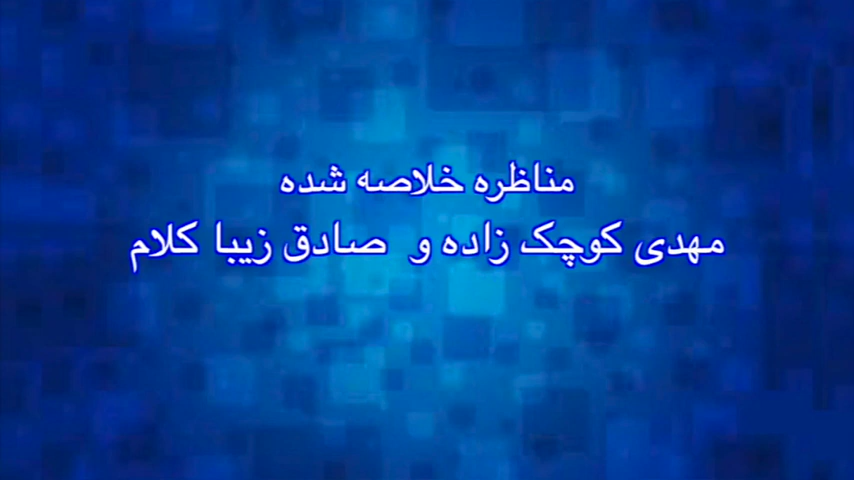 مناظره خلاصه شده
مهدی کوچک زاده و صادق زیبا کلام